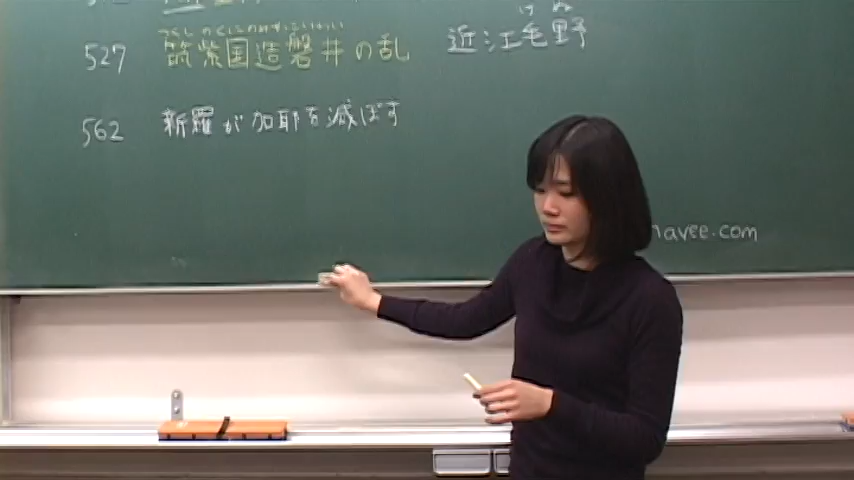 つくしのくにのみやつこいわいの
527 筑紫国造磐井の乱
けぬ
近江毛野
562 新羅が加耶を滅ぼす
navee.com